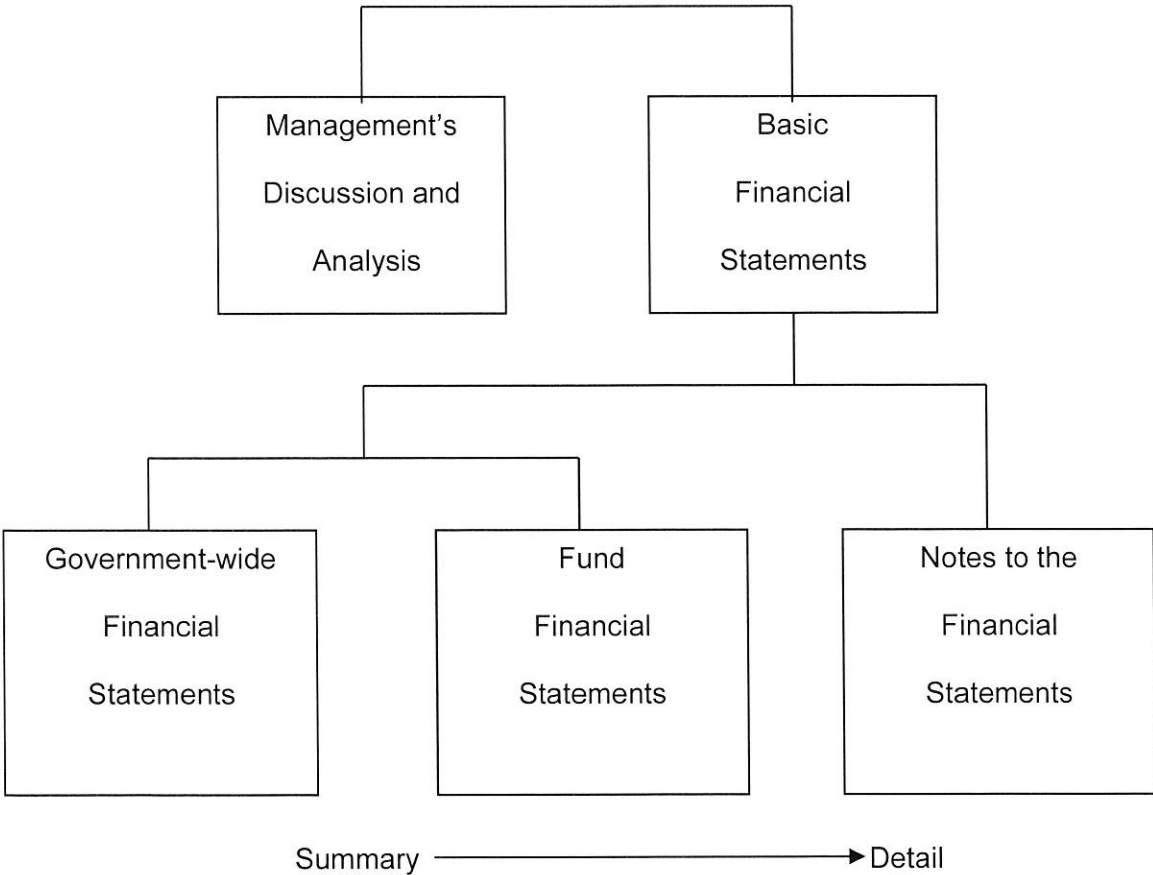 Management's
Discussion and
Analysis
Basic
Financial
Statements
Government-wide
Financial
Statements
Fund
Financial
Statements
Notes to the
Financial
Statements
Summary
Detail